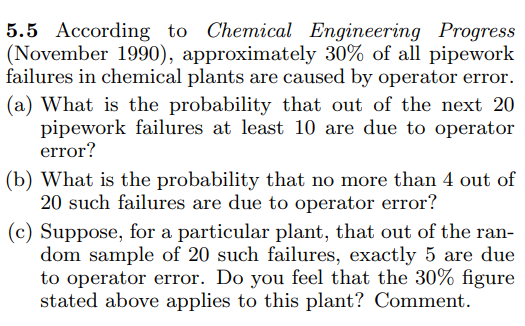 5.5 According to Chemical Engineering Progress
(November 1990), approximately 30% of all pipework
failures in chemical plants are caused by operator error.
(a) What is the probability that out of the next 20
pipework failures at least 10 are due to operator
error?
(b) What is the probability that no more than 4 out of
20 such failures are due to operator error?
(c) Suppose, for a particular plant, that out of the ran-
dom sample of 20 such failures, exactly 5 are due
to operator error. Do you feel that the 30% figure
stated above applies to this plant? Comment.